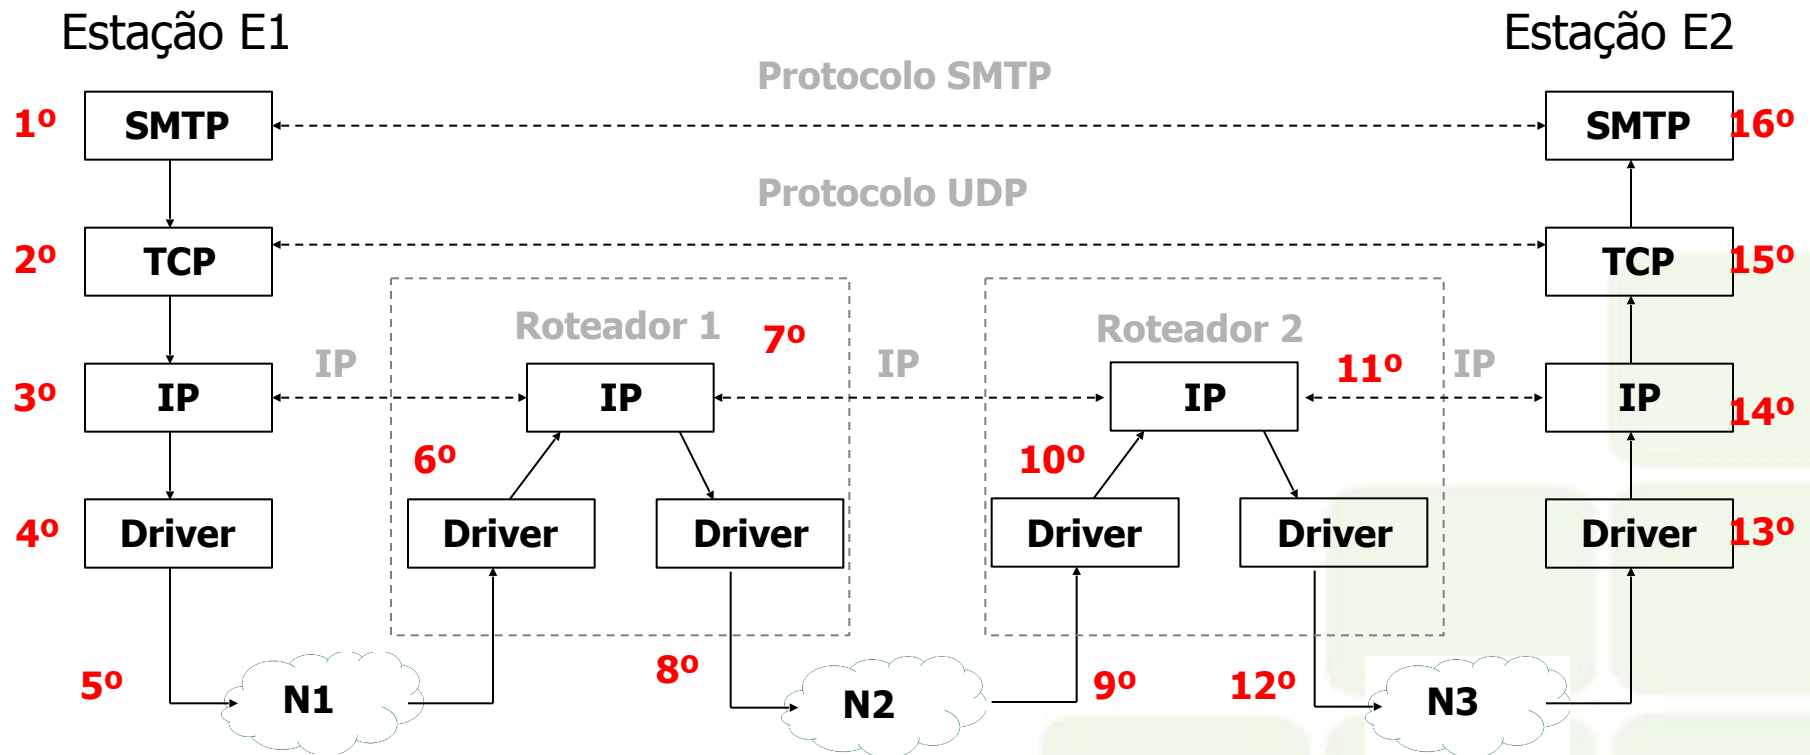 Estação E1 Estação E2
Protocolo SMTP
1º SMTP SMTP 16º
Protocolo UDP
2º TCP TCP 15º
Roteador 1 7º Roteador 2
IP IP 11º IP
3º IP IP IP IP 14º
6º 10º
4º Driver Driver Driver Driver Driver Driver 13º
5º N1 8º N2 9º 12º N3